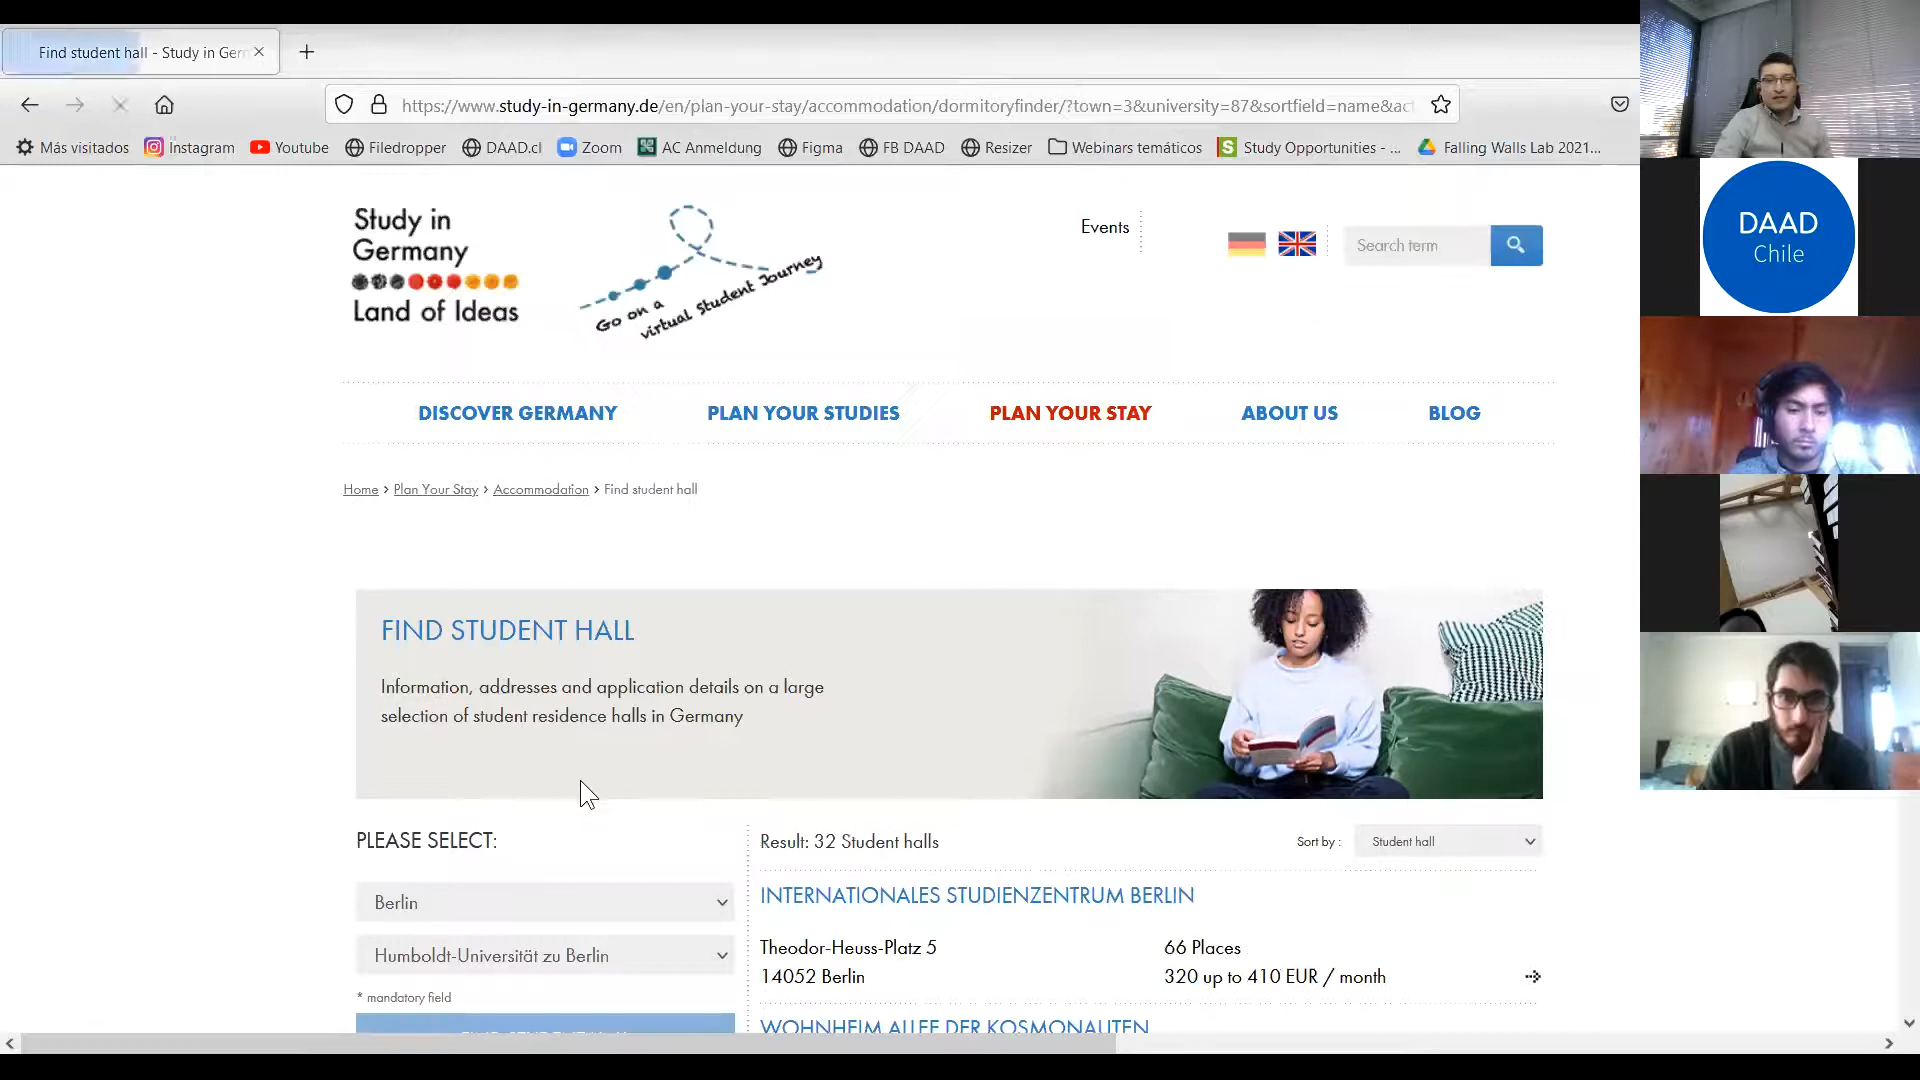 Find student hall - Study in Ger
https://www.study-in-germany.de/en/plan-your-stay/accommodation/dormitoryfinder/?town=3&university=87&sortfield=name&ac
Más visitados Instagram Youtube Filedropper DAAD.cl Zoom AC Anmeldung Figma FB DAAD Resizer Webinars temáticos Study Opportunities - ... Falling Walls Lab 2021...
Study in
Germany
Land of Ideas
Go on a
virtual Student Journey
Events
Search term
DAAD
Chile
DISCOVER GERMANY PLAN YOUR STUDIES PLAN YOUR STAY ABOUT US BLOG
Home > Plan Your Stay > Accommodation > Find student hall
FIND STUDENT HALL
Information, addresses and application details on a large
selection of student residence halls in Germany
PLEASE SELECT:
Berlin
Humboldt-Universität zu Berlin
* mandatory field
Result: 32 Student halls
Sort by : Student hall
INTERNATIONALES STUDIENZENTRUM BERLIN
Theodor-Heuss-Platz 5 66 Places
14052 Berlin 320 up to 410 EUR / month
WOHNHEIM ALLEE DER KOSMONAUTEN